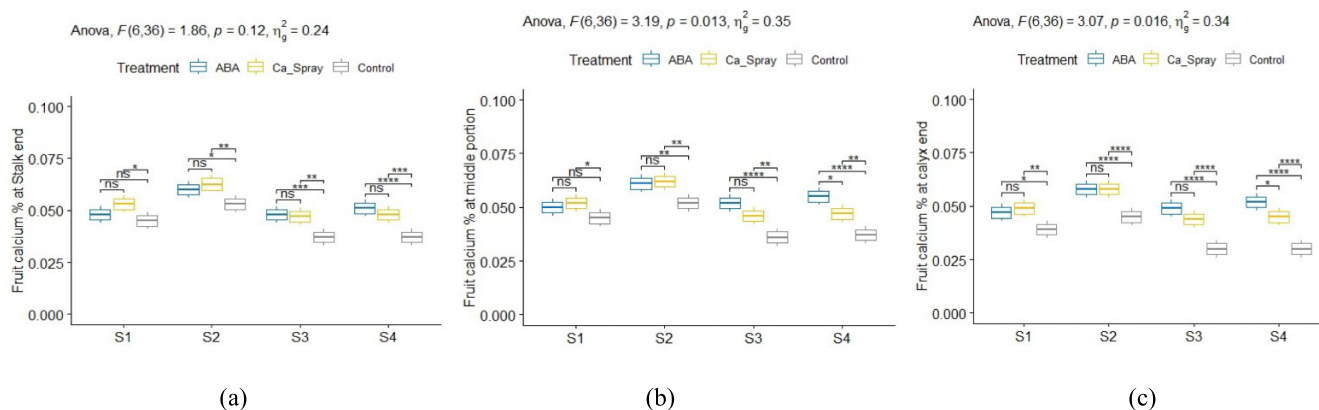 Anova, F(6,36) = 1.86, p = 0.12, η²g = 0.24
Treatment ABA Ca_Spray Control
Fruit calcium % at Stalk end
0.100
0.075
0.050
0.025
0.000
ns
ns
*
ns
*
**
ns
***
**
ns
****
***
S1 S2 S3 S4
(a)
Anova, F(6,36) = 3.19, p = 0.013, η²g = 0.35
Treatment ABA Ca_Spray Control
Fruit calcium % at middle portion
0.100
0.075
0.050
0.025
0.000
ns
ns
*
ns
**
**
ns
****
**
*
****
**
S1 S2 S3 S4
(b)
Anova, F(6,36) = 3.07, p = 0.016, η²g = 0.34
Treatment ABA Ca_Spray Control
Fruit calcium % at calyx end
0.100
0.075
0.050
0.025
0.000
ns
*
**
ns
****
****
ns
****
****
*
****
****
S1 S2 S3 S4
(c)